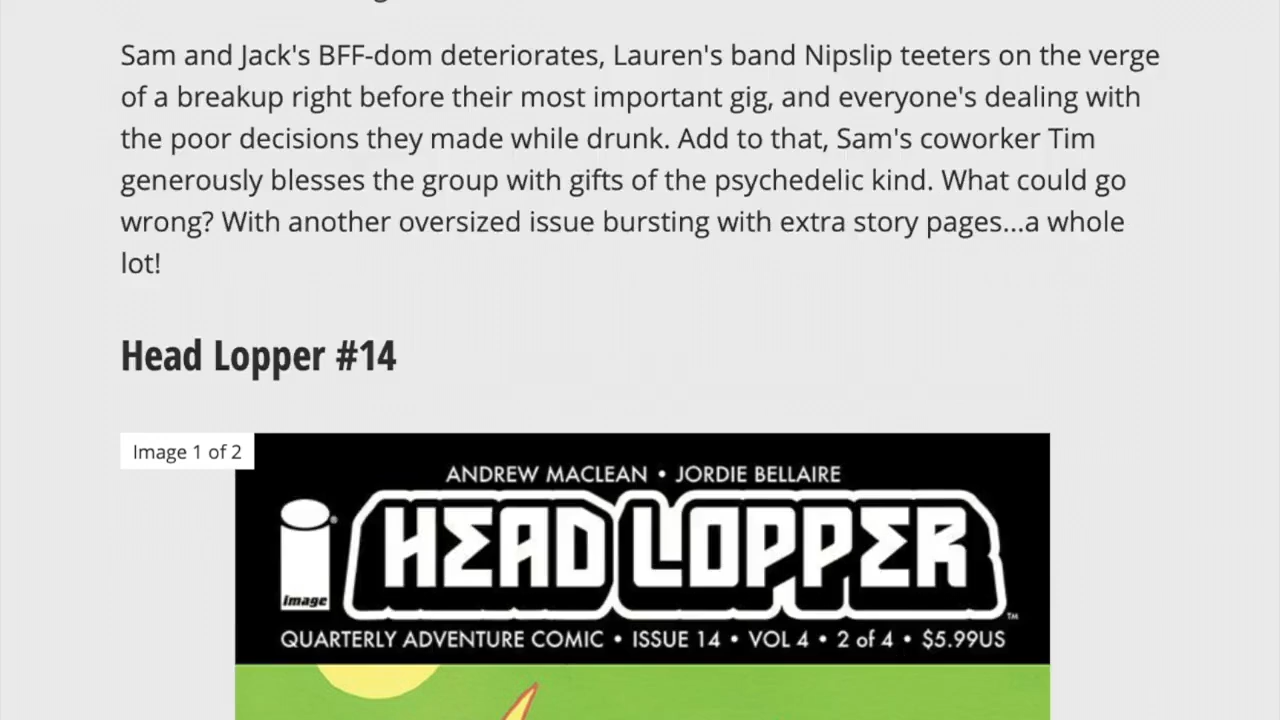 Sam and Jack's BFF-dom deteriorates, Lauren's band Nipslip teeters on the verge
of a breakup right before their most important gig, and everyone's dealing with
the poor decisions they made while drunk. Add to that, Sam's coworker Tim
generously blesses the group with gifts of the psychedelic kind. What could go
wrong? With another oversized issue bursting with extra story pages...a whole
lot!
Head Lopper #14
Image 1 of 2
ANDREW MACLEAN • JORDIE BELLAIRE
HEAD LOPPER ™
image ®
QUARTERLY ADVENTURE COMIC • ISSUE 14 • VOL 4 • 2 of 4 • $5.99US